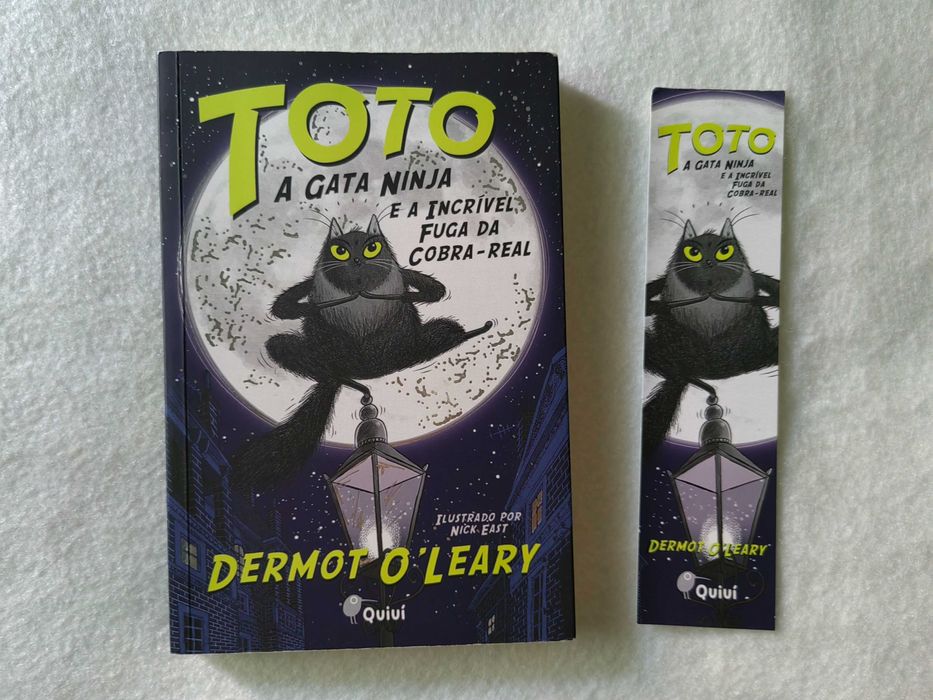 TOTO
A GATA NINJA
E A INCRÍVEL
FUGA DA
COBRA-REAL
ILUSTRADO POR
NICK EAST
DERMOT O'LEARY
Quiuí
TOTO
A GATA NINJA
E A INCRÍVEL
FUGA DA
COBRA-REAL
DERMOT O'LEARY
Quiuí